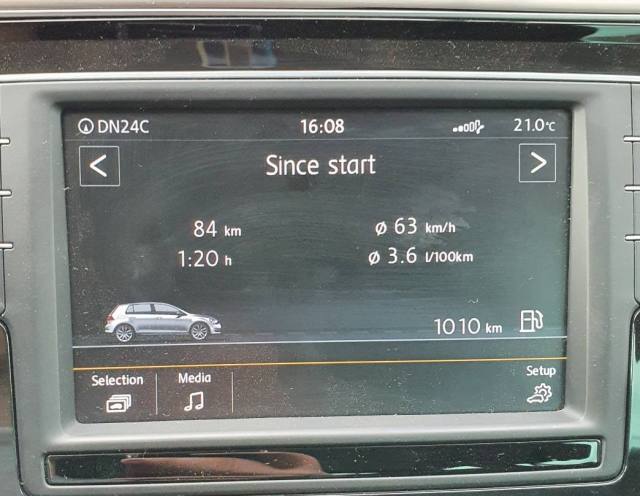 DN24C 16:08 21.0°C
< Since start >
84 km ø 63 km/h
1:20 h ø 3.6 l/100km
1010 km
Selection Media Setup